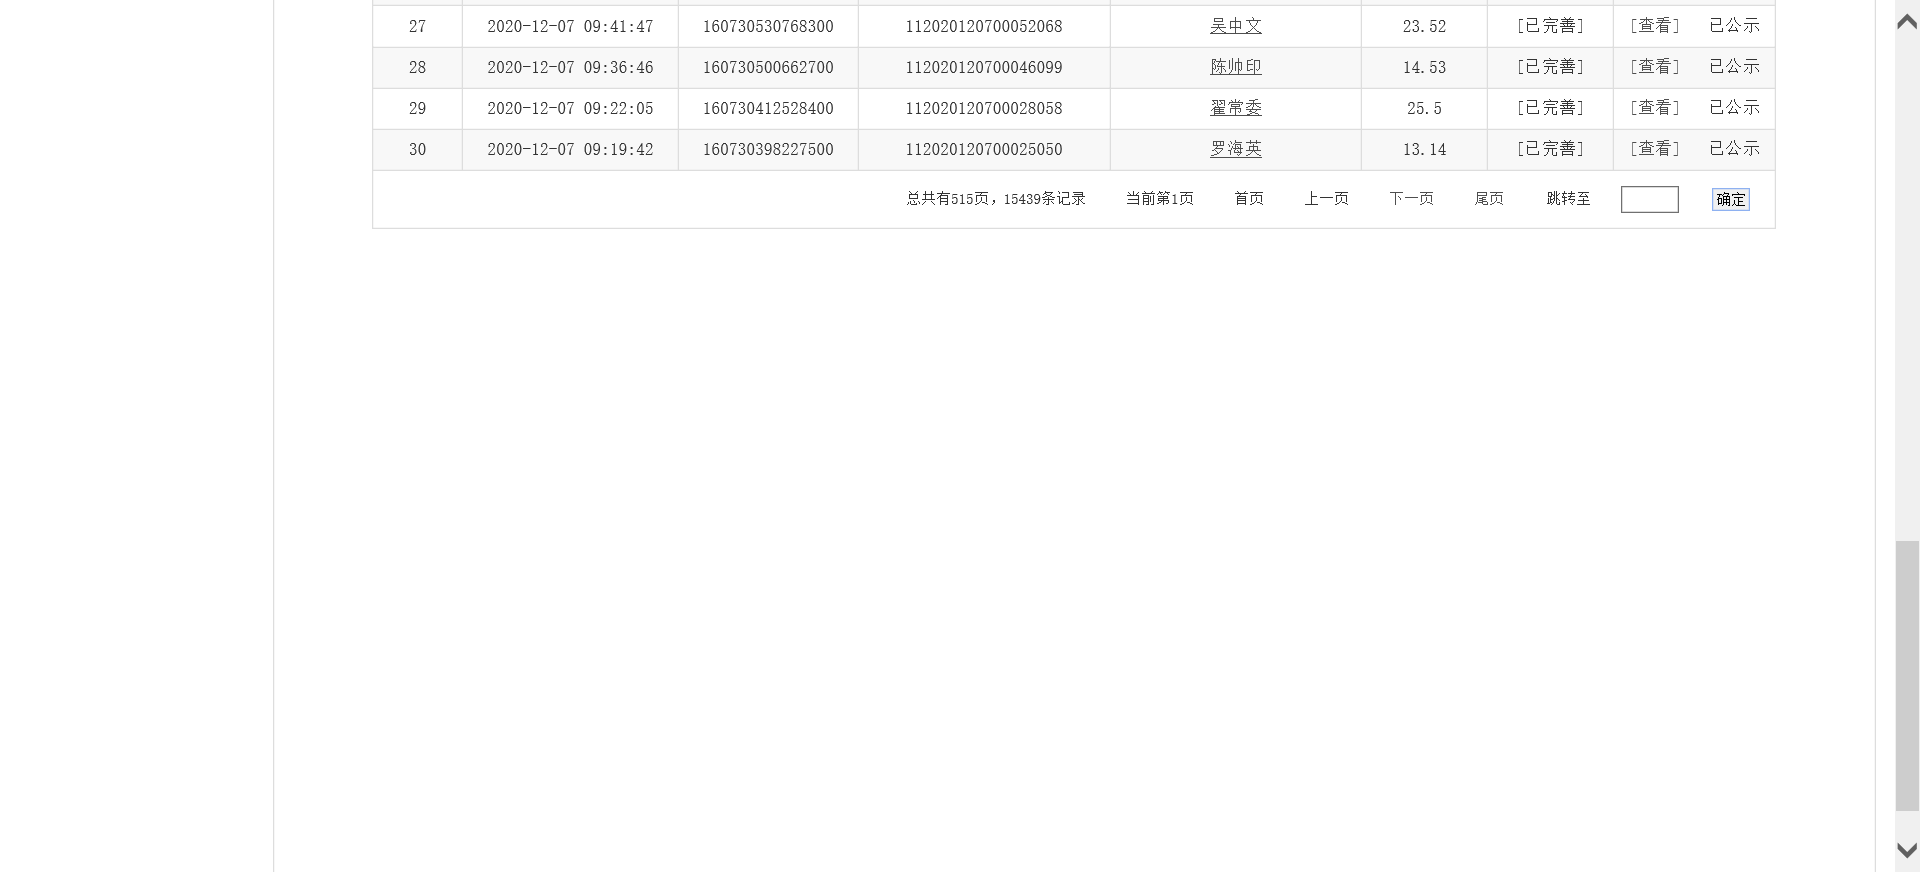 27 2020-12-07 09:41:47 160730530768300 112020120700052068 吴中文 23.52 [已完善] [查看] 已公示
28 2020-12-07 09:36:46 160730500662700 112020120700046099 陈帅印 14.53 [已完善] [查看] 已公示
29 2020-12-07 09:22:05 160730412528400 112020120700028058 翟常委 25.5 [已完善] [查看] 已公示
30 2020-12-07 09:19:42 160730398227500 112020120700025050 罗海英 13.14 [已完善] [查看] 已公示
总共有515页，15439条记录 当前第1页 首页 上一页 下一页 尾页 跳转至 确定